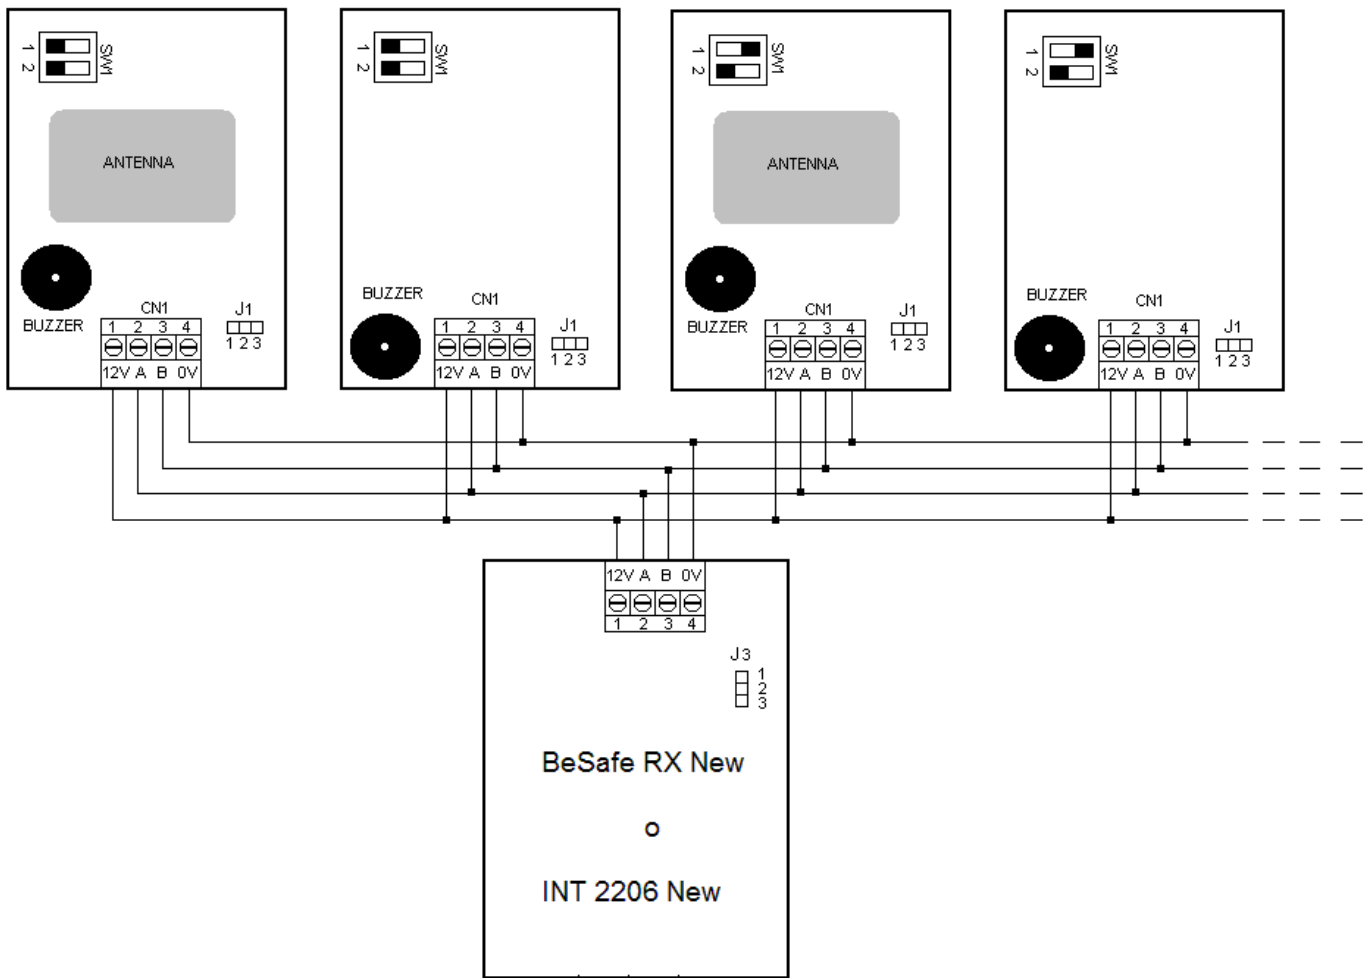 1
2
SW1
ANTENNA
BUZZER
CN1
1 2 3 4
12V A B 0V
J1
1 2 3
1
2
SW1
BUZZER
CN1
1 2 3 4
12V A B 0V
J1
1 2 3
1
2
SW1
ANTENNA
BUZZER
CN1
1 2 3 4
12V A B 0V
J1
1 2 3
1
2
SW1
BUZZER
CN1
1 2 3 4
12V A B 0V
J1
1 2 3
12V A B 0V
1 2 3 4
J3
1
2
3
BeSafe RX New
o
INT 2206 New